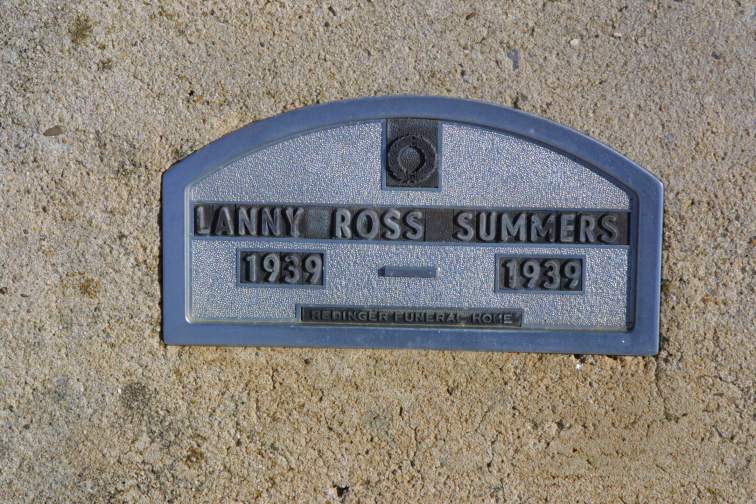 LANNY ROSS SUMMERS
1939 - 1939
REDINGER FUNERAL HOME